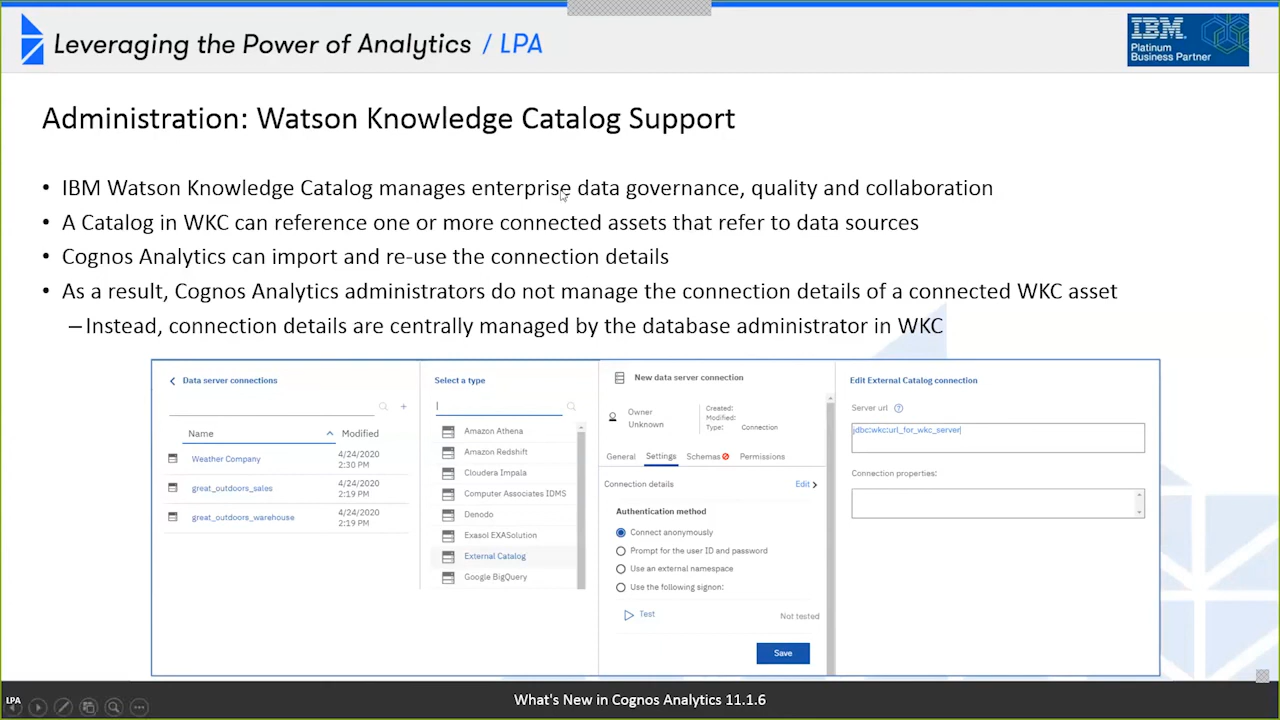 Leveraging the Power of Analytics / LPA
IBM
Platinum
Business Partner
Administration: Watson Knowledge Catalog Support
• IBM Watson Knowledge Catalog manages enterprise data governance, quality and collaboration
• A Catalog in WKC can reference one or more connected assets that refer to data sources
• Cognos Analytics can import and re-use the connection details
• As a result, Cognos Analytics administrators do not manage the connection details of a connected WKC asset
–Instead, connection details are centrally managed by the database administrator in WKC
Data server connections
Name Modified
Weather Company 4/24/2020 2:30 PM
great_outdoors_sales 4/24/2020 2:19 PM
great_outdoors_warehouse 4/24/2020 2:19 PM
Select a type
Amazon Athena
Amazon Redshift
Cloudera Impala
Computer Associates IDMS
Denodo
Exasol EXASolution
External Catalog
Google BigQuery
New data server connection
Owner
Unknown
Created:
Modified:
Type: Connection
General Settings Schemas Permissions
Connection details Edit
Authentication method
Connect anonymously
Prompt for the user ID and password
Use an external namespace
Use the following signon:
Test Not tested
Save
Edit External Catalog connection
Server url ?
jdbc:wkc:url_for_wkc_server
Connection properties:
LPA
What's New in Cognos Analytics 11.1.6